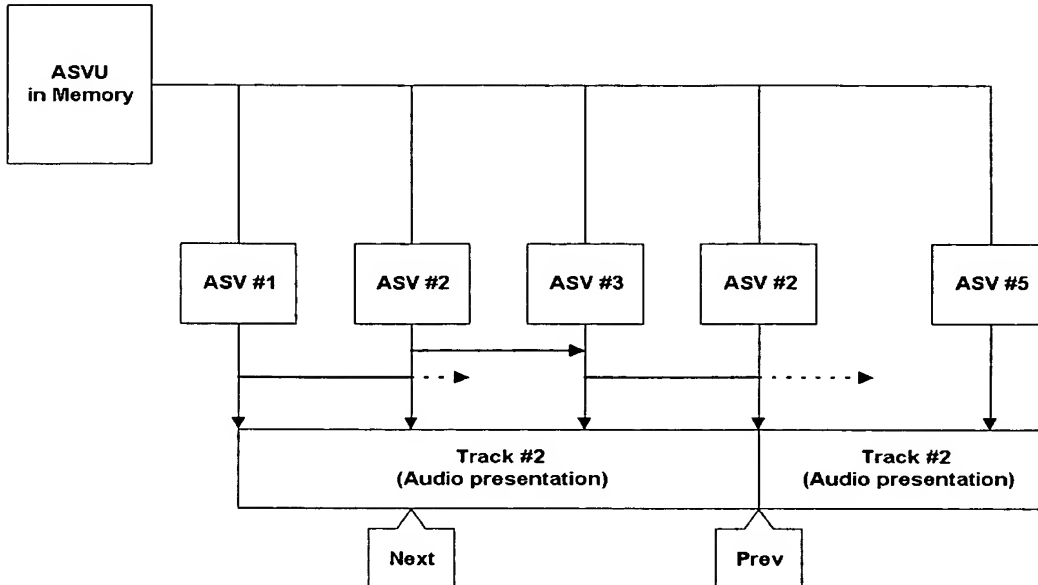 ASVU
in Memory
ASV #1
ASV #2
ASV #3
ASV #2
ASV #5
Track #2
(Audio presentation)
Track #2
(Audio presentation)
Next
Prev